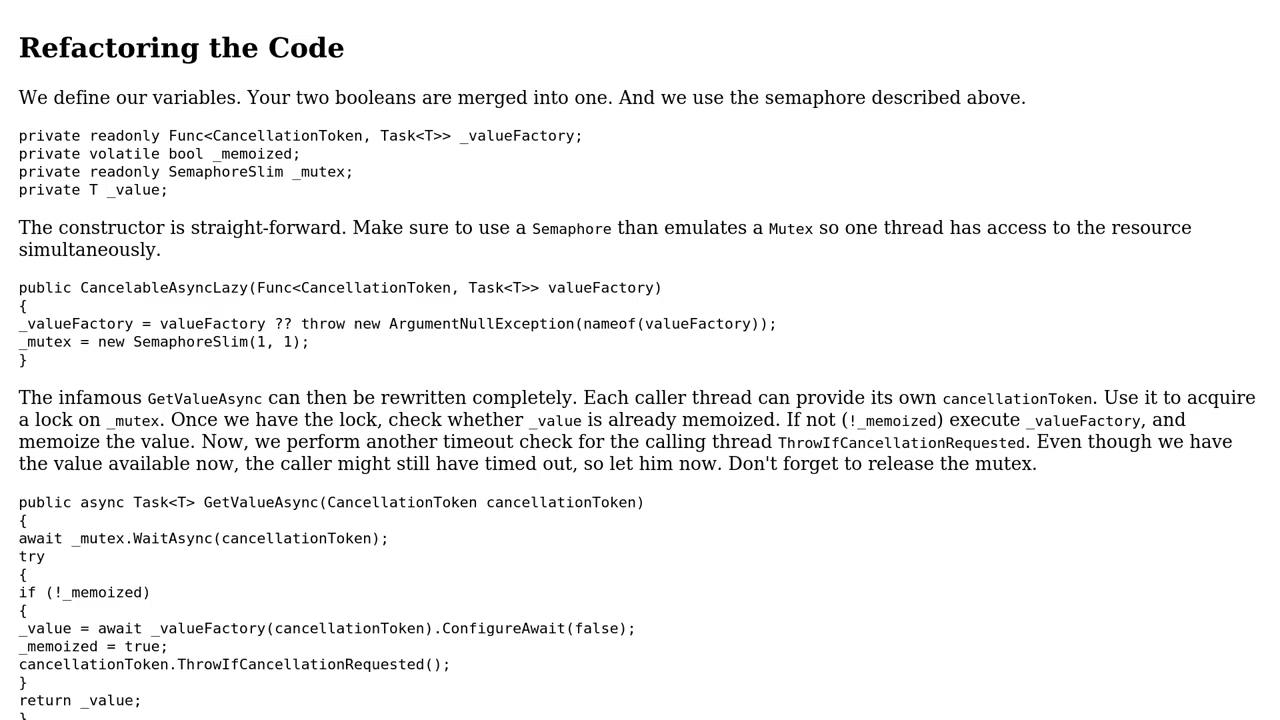 Refactoring the Code
We define our variables. Your two booleans are merged into one. And we use the semaphore described above.
private readonly Func<CancellationToken, Task<T>> _valueFactory;
private volatile bool _memoized;
private readonly SemaphoreSlim _mutex;
private T _value;
The constructor is straight-forward. Make sure to use a Semaphore than emulates a Mutex so one thread has access to the resource
simultaneously.
public CancelableAsyncLazy(Func<CancellationToken, Task<T>> valueFactory)
{
_valueFactory = valueFactory ?? throw new ArgumentNullException(nameof(valueFactory));
_mutex = new SemaphoreSlim(1, 1);
}
The infamous GetValueAsync can then be rewritten completely. Each caller thread can provide its own cancellationToken. Use it to acquire
a lock on _mutex. Once we have the lock, check whether _value is already memoized. If not (!_memoized) execute _valueFactory, and
memoize the value. Now, we perform another timeout check for the calling thread ThrowIfCancellationRequested. Even though we have
the value available now, the caller might still have timed out, so let him now. Don't forget to release the mutex.
public async Task<T> GetValueAsync(CancellationToken cancellationToken)
{
await _mutex.WaitAsync(cancellationToken);
try
{
if (!_memoized)
{
_value = await _valueFactory(cancellationToken).ConfigureAwait(false);
_memoized = true;
cancellationToken.ThrowIfCancellationRequested();
}
return _value;
}